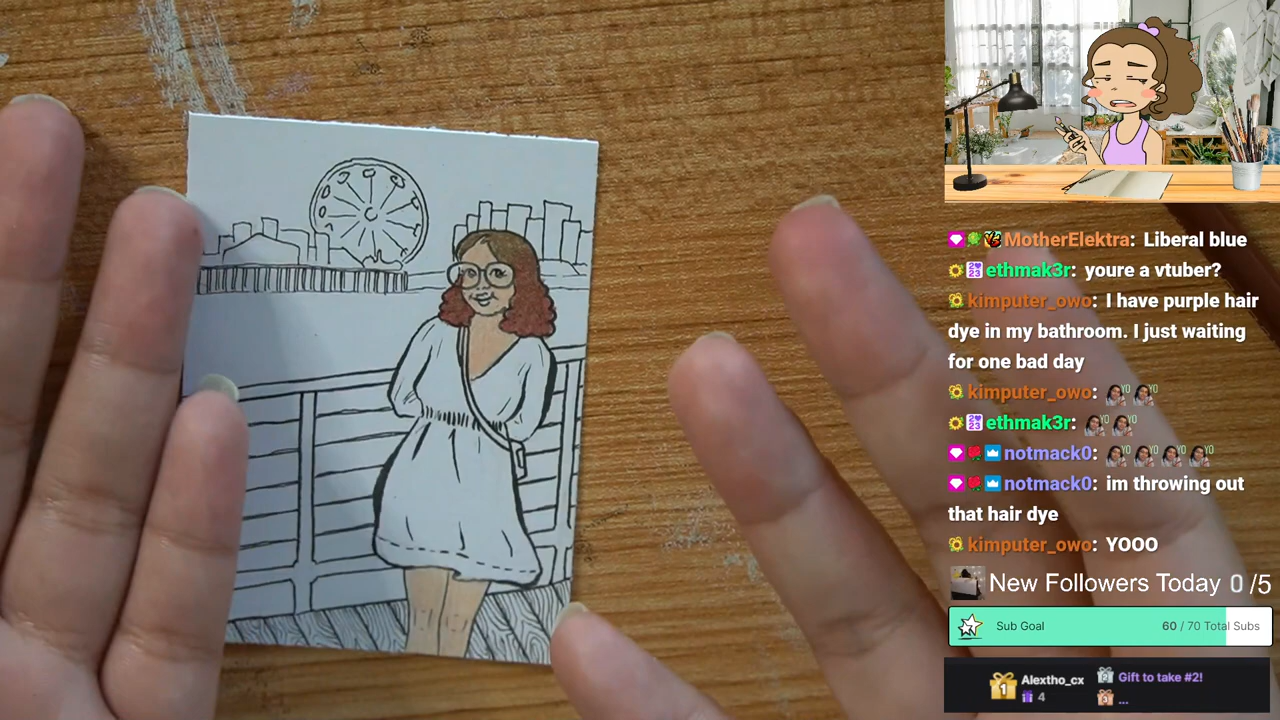 MotherElektra: Liberal blue
ethmak3r: youre a vtuber?
kimputer_owo: I have purple hair
dye in my bathroom. I just waiting
for one bad day
kimputer_owo:
ethmak3r:
notmack0:
notmack0: im throwing out
that hair dye
kimputer_owo: YOOO
New Followers Today 0 /5
Sub Goal 60 / 70 Total Subs
1 Alextho_cx
4
Gift to take #2!
...